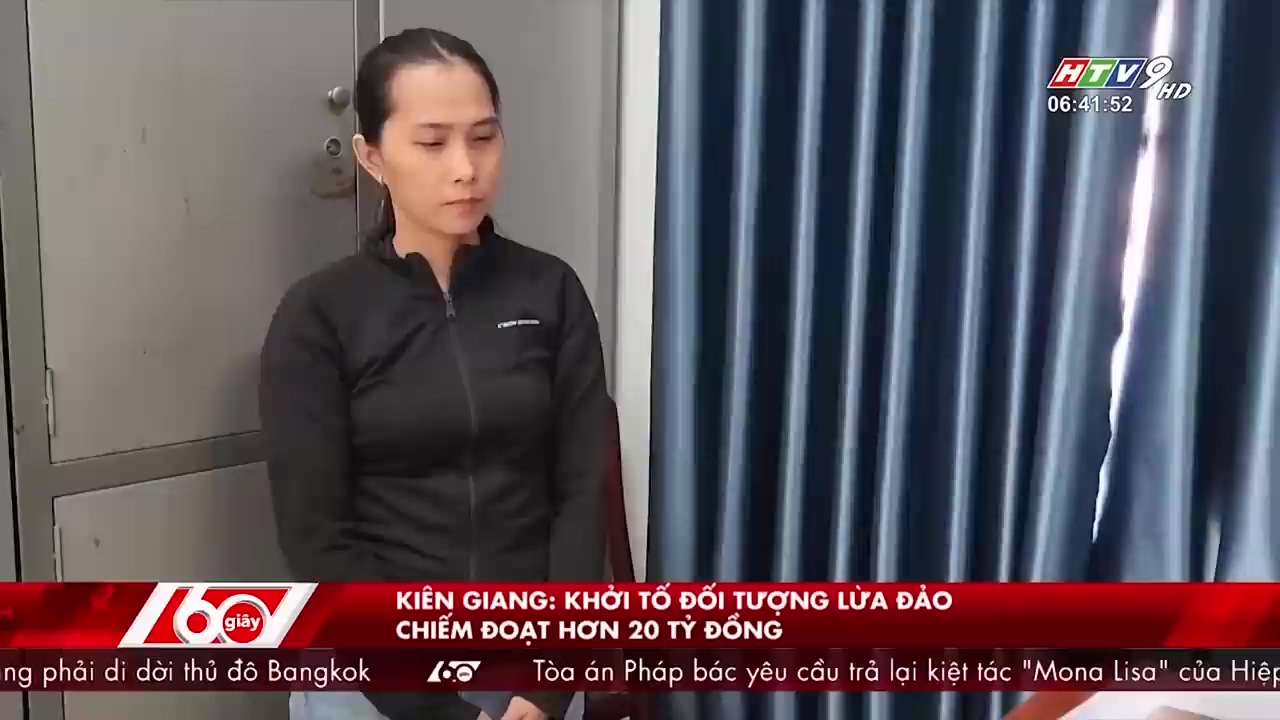 HTV9 HD
06:41:52
60 giây
KIÊN GIANG: KHỞI TỐ ĐỐI TƯỢNG LỪA ĐẢO
CHIẾM ĐOẠT HƠN 20 TỶ ĐỒNG
phải di dời thủ đô Bangkok 60 giây Tòa án Pháp bác yêu cầu trả lại kiệt tác "Mona Lisa" của